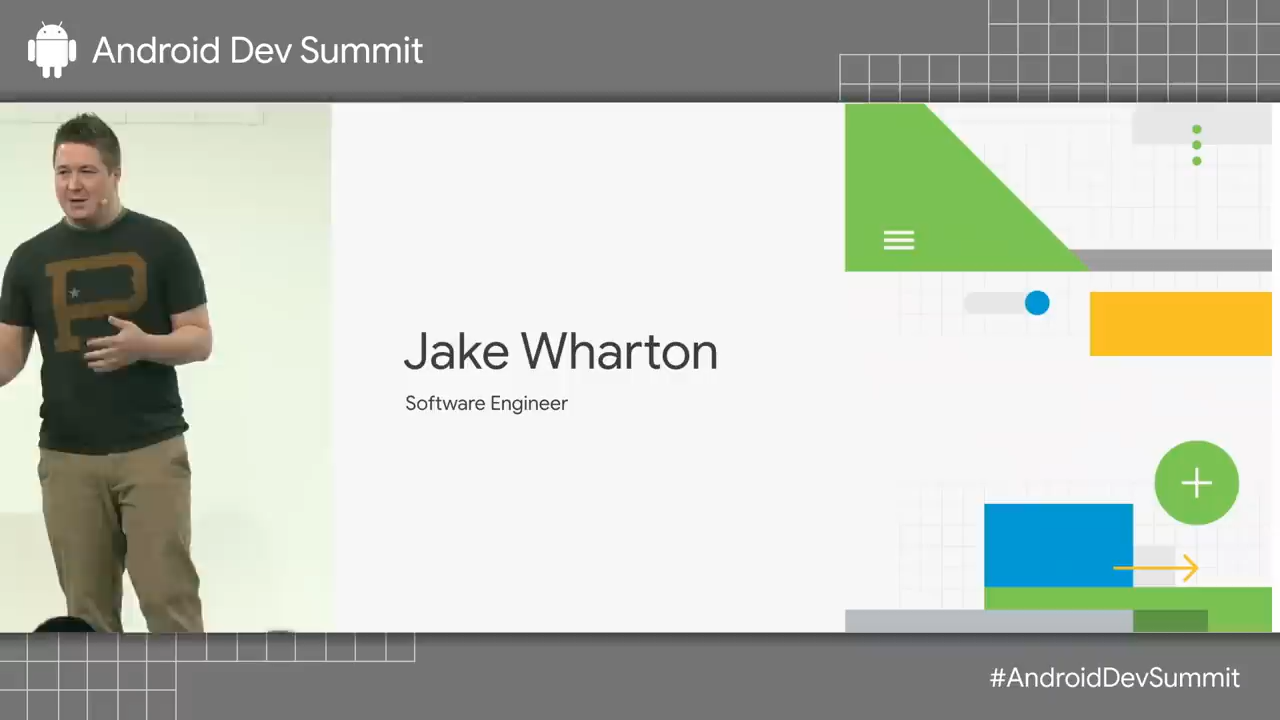 Android Dev Summit
P
Jake Wharton
Software Engineer
#AndroidDevSummit